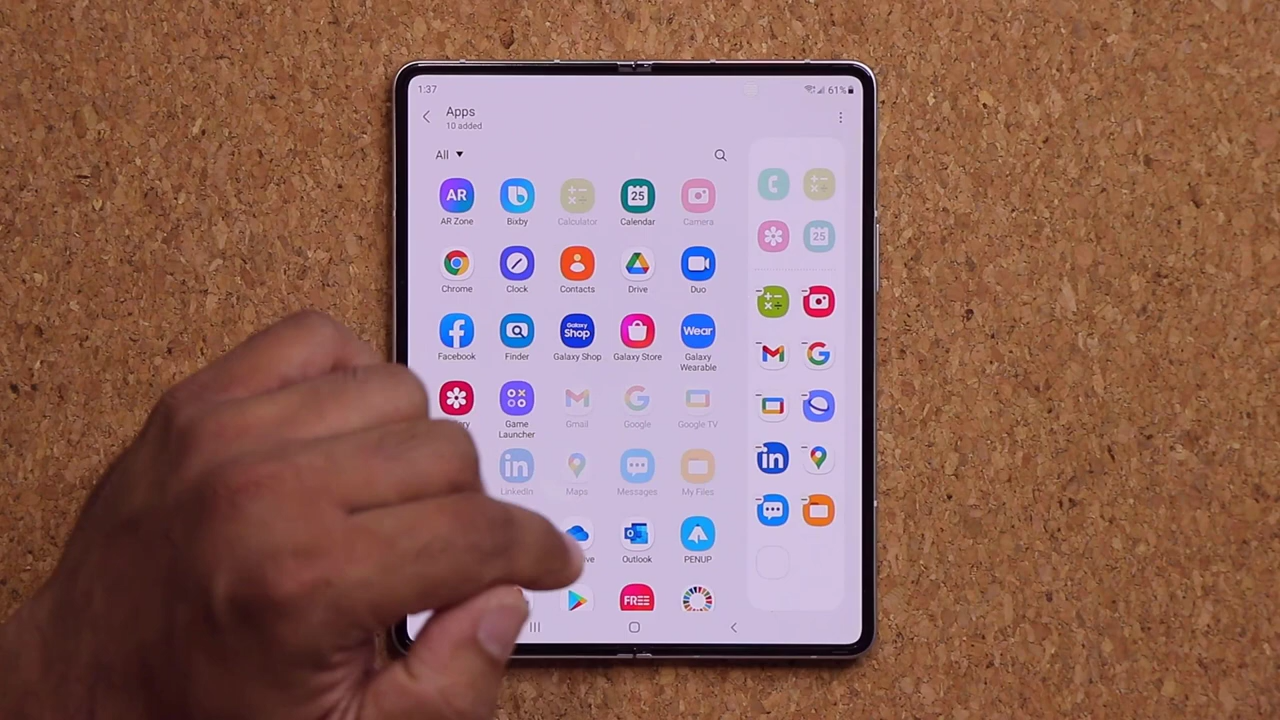 1:37
61%
Apps
10 added
All
AR
25
AR Zone
Bixby
Calculator
Calendar
Camera
25
Chrome
Clock
Contacts
Drive
Duo
Galaxy
Shop
Wear
Facebook
Finder
Galaxy Shop
Galaxy Store
Galaxy
Wearable
Game
Launcher
Gmail
Google
Google TV
in
in
LinkedIn
Maps
Messages
My Files
Outlook
PENUP
FREE